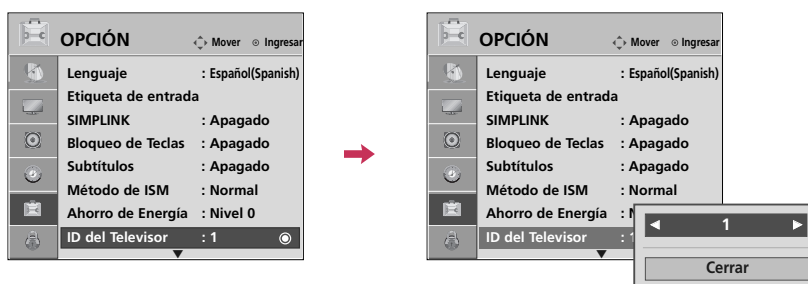 OPCIÓN Mover Ingresar
Lenguaje : Español(Spanish)
Etiqueta de entrada
SIMPLINK : Apagado
Bloqueo de Teclas : Apagado
Subtítulos : Apagado
Método de ISM : Normal
Ahorro de Energía : Nivel 0
ID del Televisor : 1
OPCIÓN Mover Ingresar
Lenguaje : Español(Spanish)
Etiqueta de entrada
SIMPLINK : Apagado
Bloqueo de Teclas : Apagado
Subtítulos : Apagado
Método de ISM : Normal
Ahorro de Energía :
ID del Televisor : 1
1
Cerrar